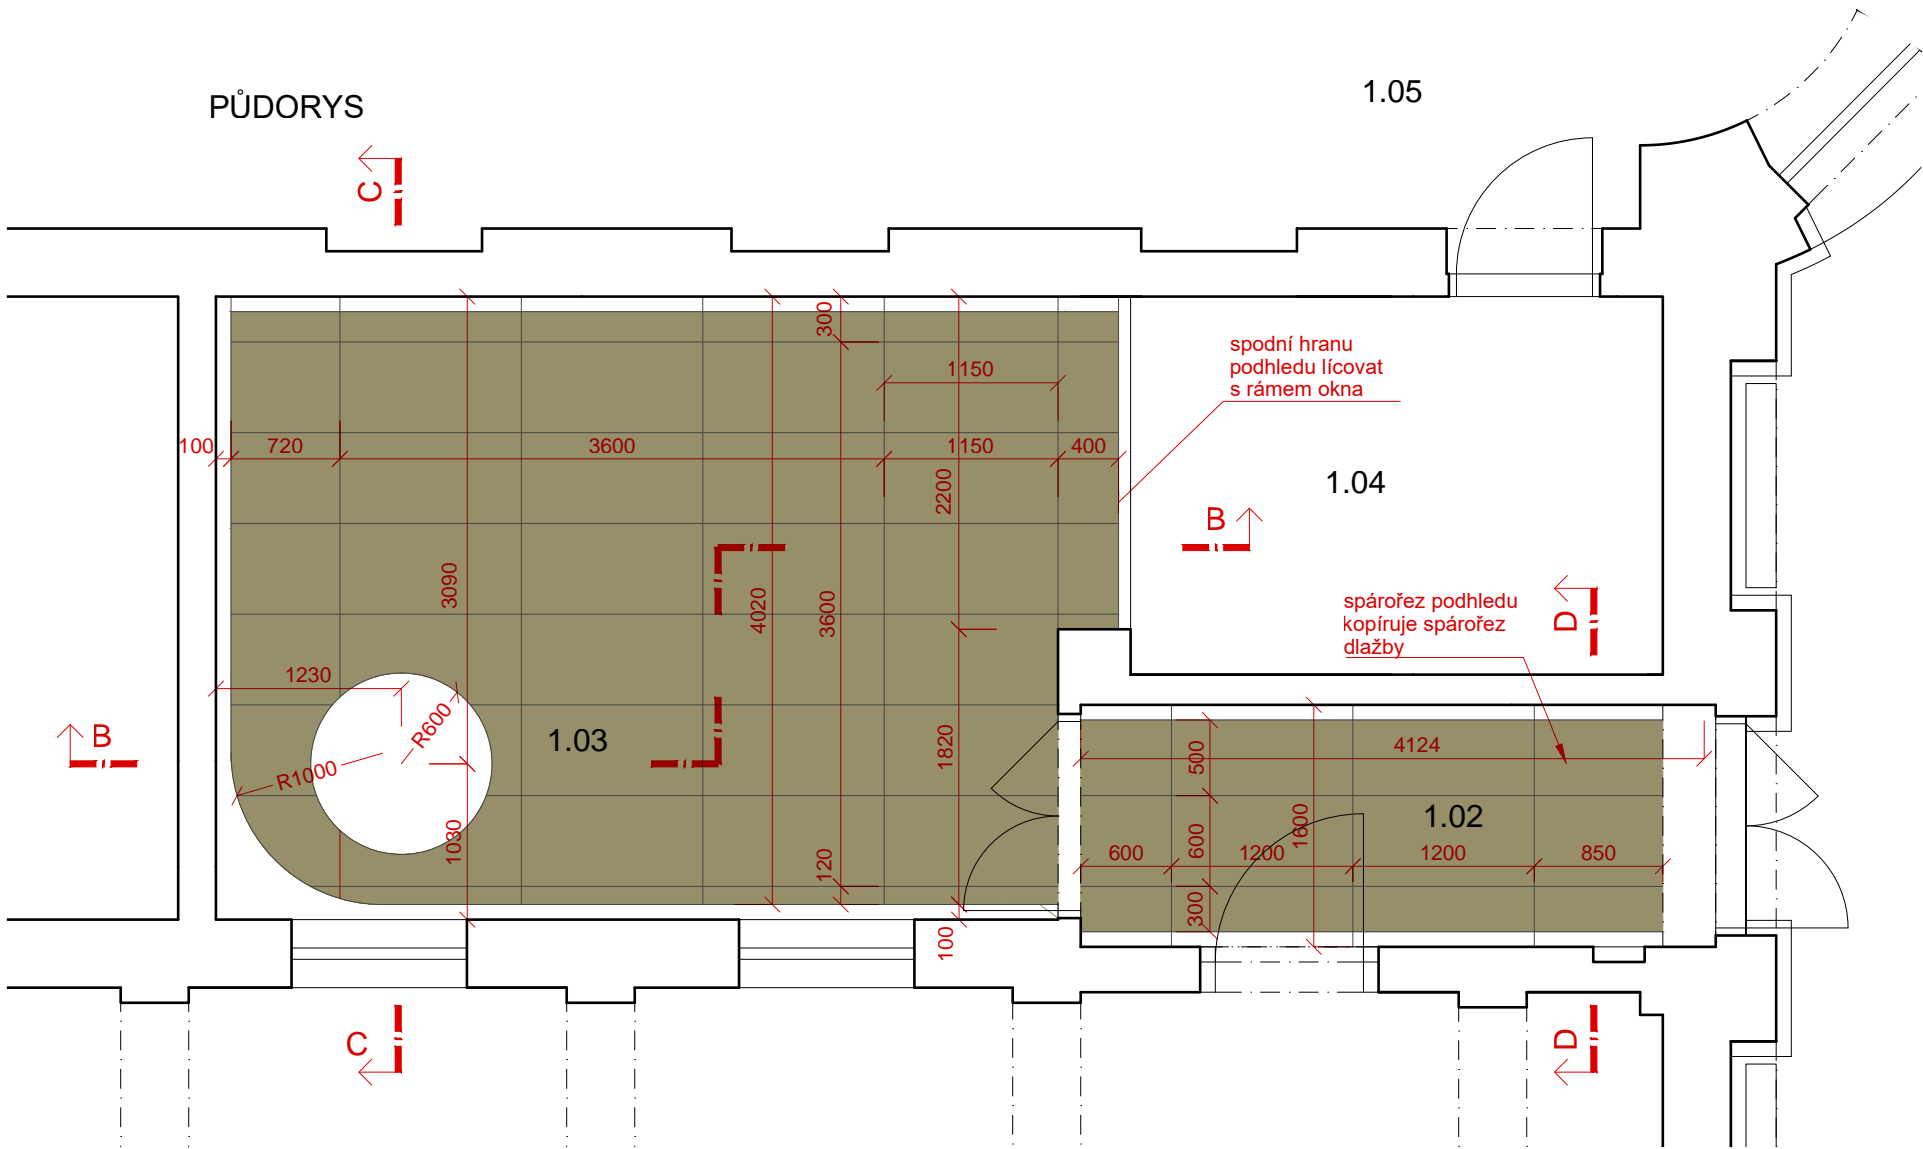 PŮDORYS
1.05
C
300
1150
spodní hranu
podhledu lícovat
s rámem okna
100
720
3600
1150
400
2200
1.04
B
3090
4020
3600
spárořez podhledu
kopíruje spárořez
dlažby
D
1230
R600
B
1.03
1820
500
4124
R1000
1030
600
1600
1.02
120
600
1200
1200
850
300
100
C
D